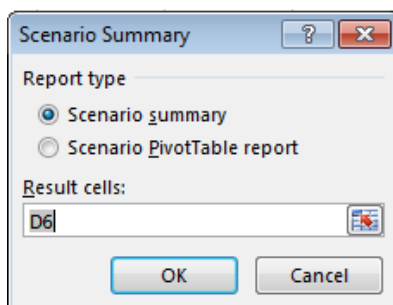 Scenario Summary
?
Report type
Scenario summary
Scenario PivotTable report
Result cells:
D6
OK Cancel